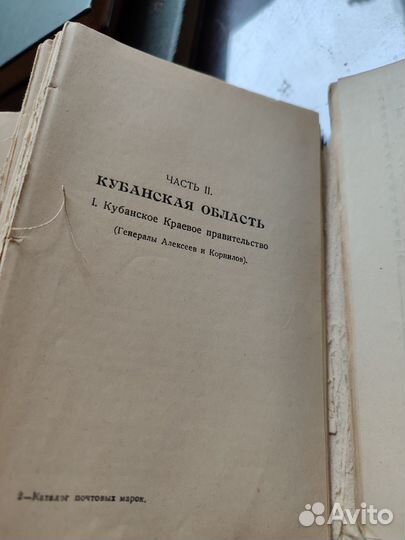 ЧАСТЬ II.
КУБАНСКАЯ ОБЛАСТЬ
I. Кубанское Краевое правительство
(Генералы Алексеев и Корнилов).
2—Каталог почтовых марок.
Avito